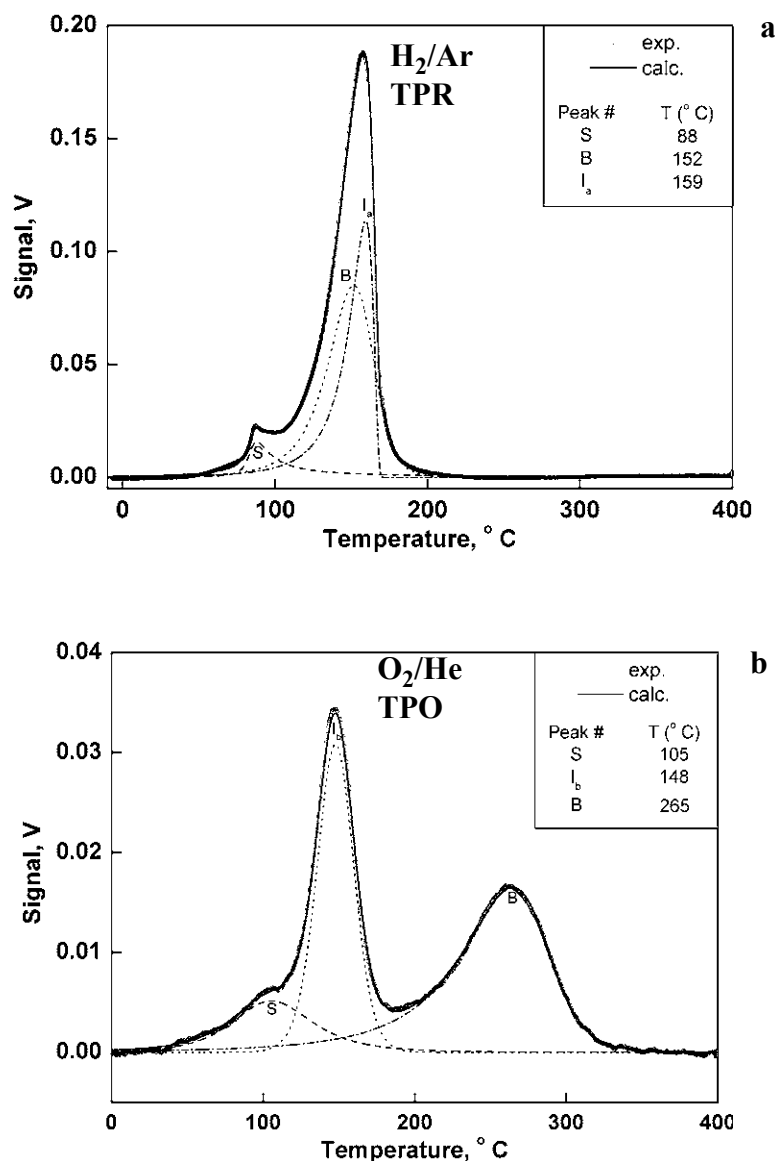 a
H₂/Ar
TPR
exp.
calc.
Peak # T (° C)
S 88
B 152
Iₐ 159
Iₐ
B
S
0.20
0.15
0.10
0.05
0.00
Signal, V
0 100 200 300 400
Temperature, ° C
b
O₂/He
TPO
exp.
calc.
Peak # T (° C)
S 105
I_b 148
B 265
I_b
B
S
0.04
0.03
0.02
0.01
0.00
Signal, V
0 100 200 300 400
Temperature, ° C